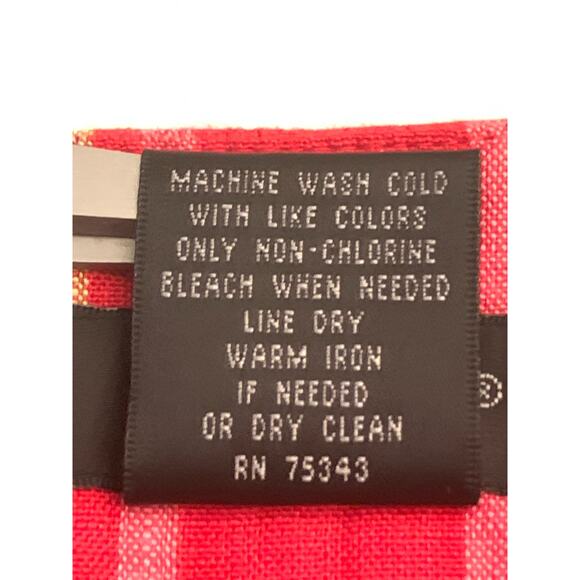 MACHINE WASH COLD
WITH LIKE COLORS
ONLY NON-CHLORINE
BLEACH WHEN NEEDED
LINE DRY
WARM IRON
IF NEEDED
OR DRY CLEAN
RN 75343
®